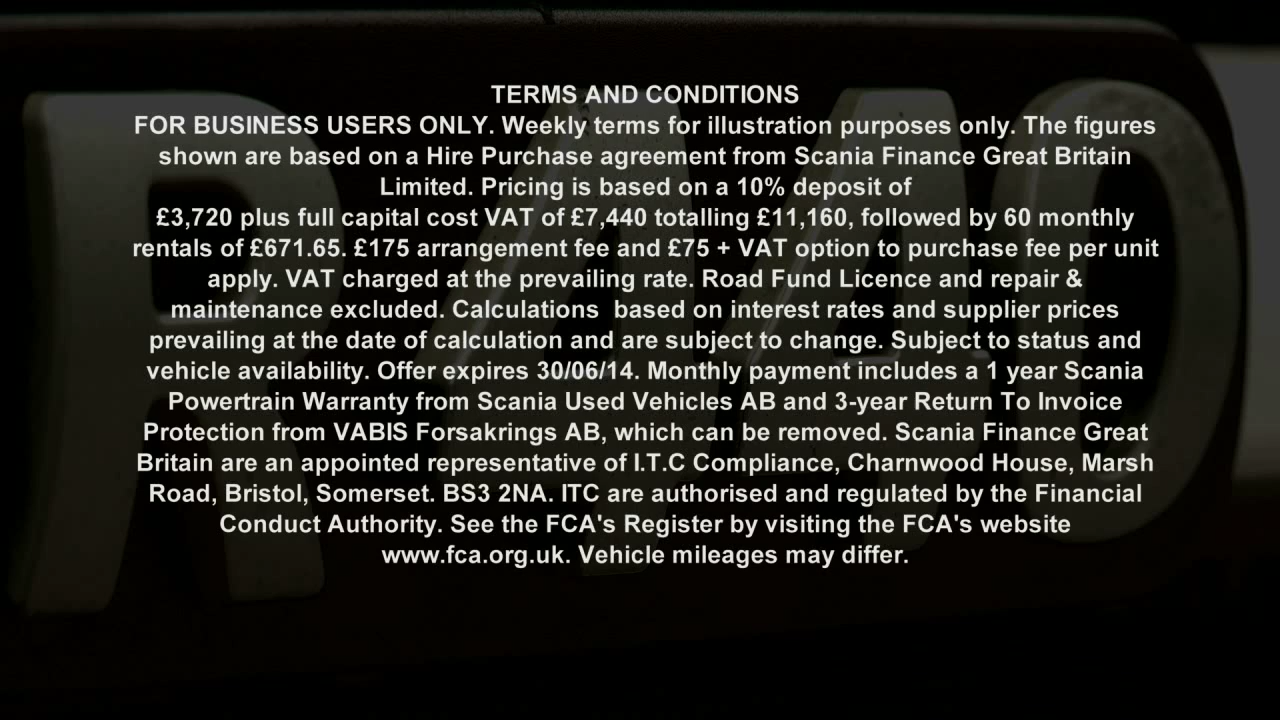 TERMS AND CONDITIONS
FOR BUSINESS USERS ONLY. Weekly terms for illustration purposes only. The figures
shown are based on a Hire Purchase agreement from Scania Finance Great Britain
Limited. Pricing is based on a 10% deposit of
£3,720 plus full capital cost VAT of £7,440 totalling £11,160, followed by 60 monthly
rentals of £671.65. £175 arrangement fee and £75 + VAT option to purchase fee per unit
apply. VAT charged at the prevailing rate. Road Fund Licence and repair &
maintenance excluded. Calculations  based on interest rates and supplier prices
prevailing at the date of calculation and are subject to change. Subject to status and
vehicle availability. Offer expires 30/06/14. Monthly payment includes a 1 year Scania
Powertrain Warranty from Scania Used Vehicles AB and 3-year Return To Invoice
Protection from VABIS Forsakrings AB, which can be removed. Scania Finance Great
Britain are an appointed representative of I.T.C Compliance, Charnwood House, Marsh
Road, Bristol, Somerset. BS3 2NA. ITC are authorised and regulated by the Financial
Conduct Authority. See the FCA's Register by visiting the FCA's website
www.fca.org.uk. Vehicle mileages may differ.
R 440